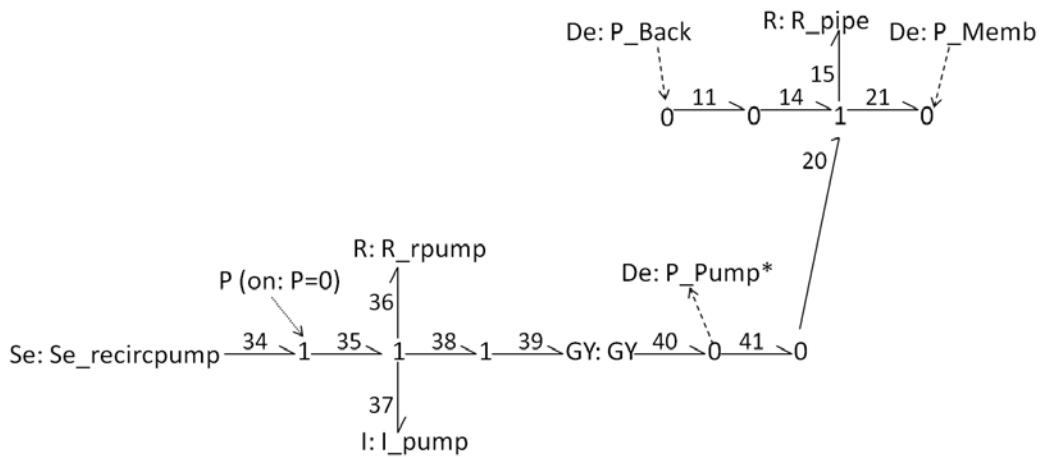 De: P_Back
R: R_pipe
De: P_Memb
15
11
14
21
0
0
1
0
20
R: R_rpump
P (on: P=0)
De: P_Pump*
36
34
35
38
39
40
41
Se: Se_recircpump
1
1
1
GY: GY
0
0
37
I: I_pump